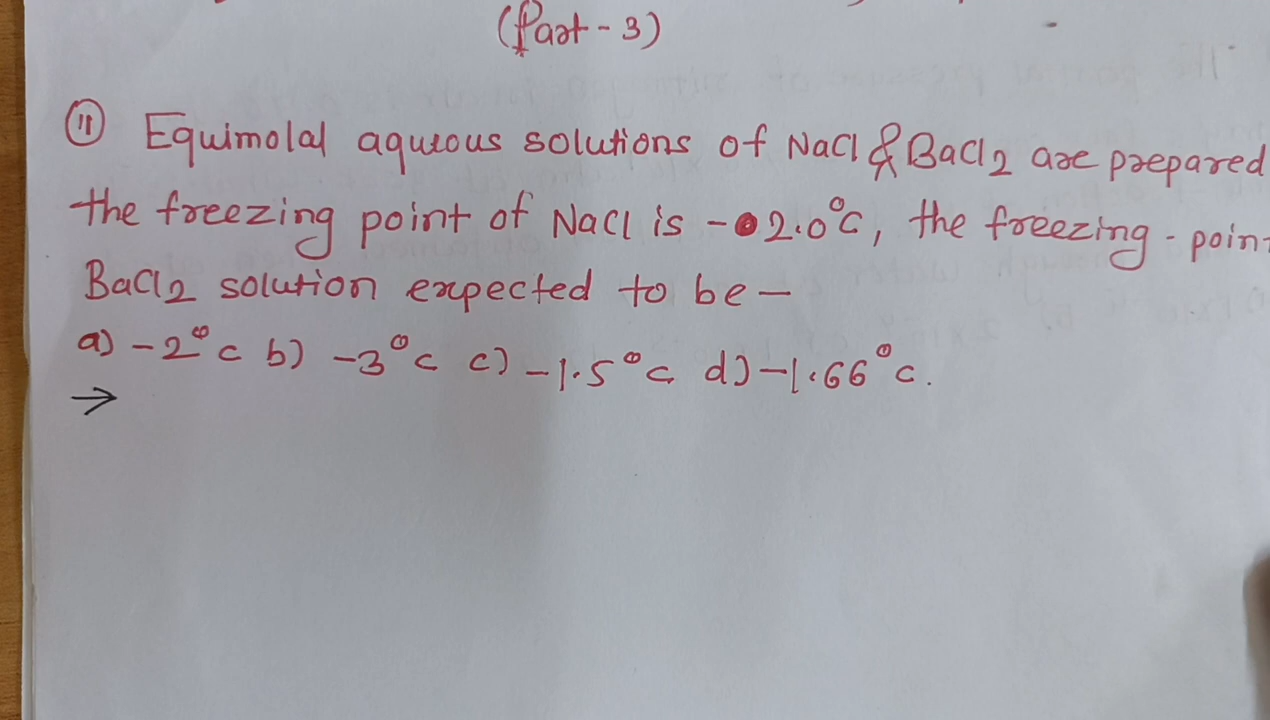 (Part-3)
⑪ Equimolal aqueous solutions of NaCl & BaCl2 are prepared
the freezing point of NaCl is -2.0°C, the freezing-poin
BaCl2 solution expected to be —
a) -2°C b) -3°C c) -1.5°C d) -1.66°C.
→